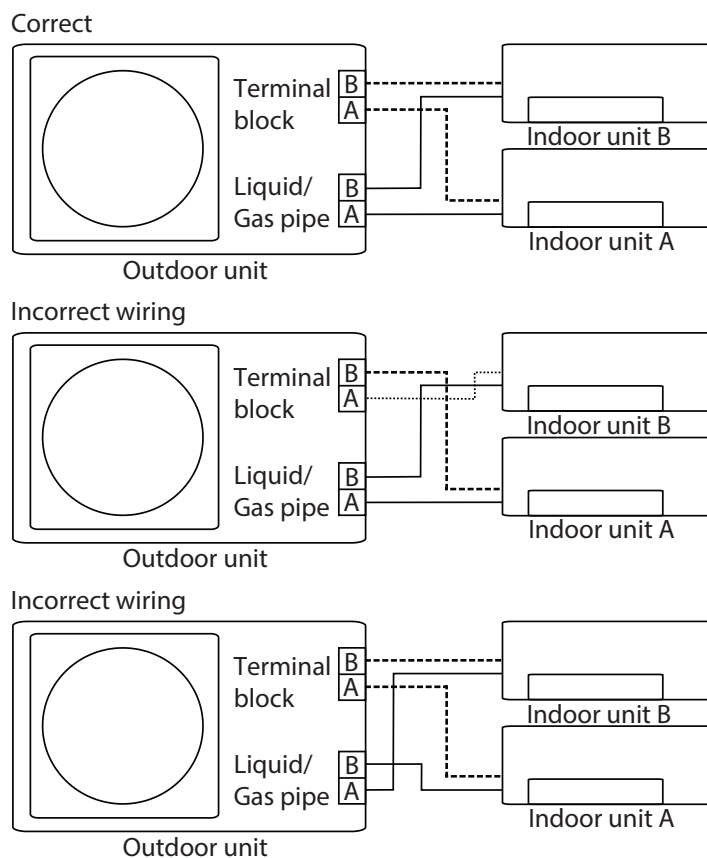 Correct
Terminal
block
B
A
Liquid/
Gas pipe
B
A
Indoor unit B
Indoor unit A
Outdoor unit
Incorrect wiring
Terminal
block
B
A
Liquid/
Gas pipe
B
A
Indoor unit B
Indoor unit A
Outdoor unit
Incorrect wiring
Terminal
block
B
A
Liquid/
Gas pipe
B
A
Indoor unit B
Indoor unit A
Outdoor unit